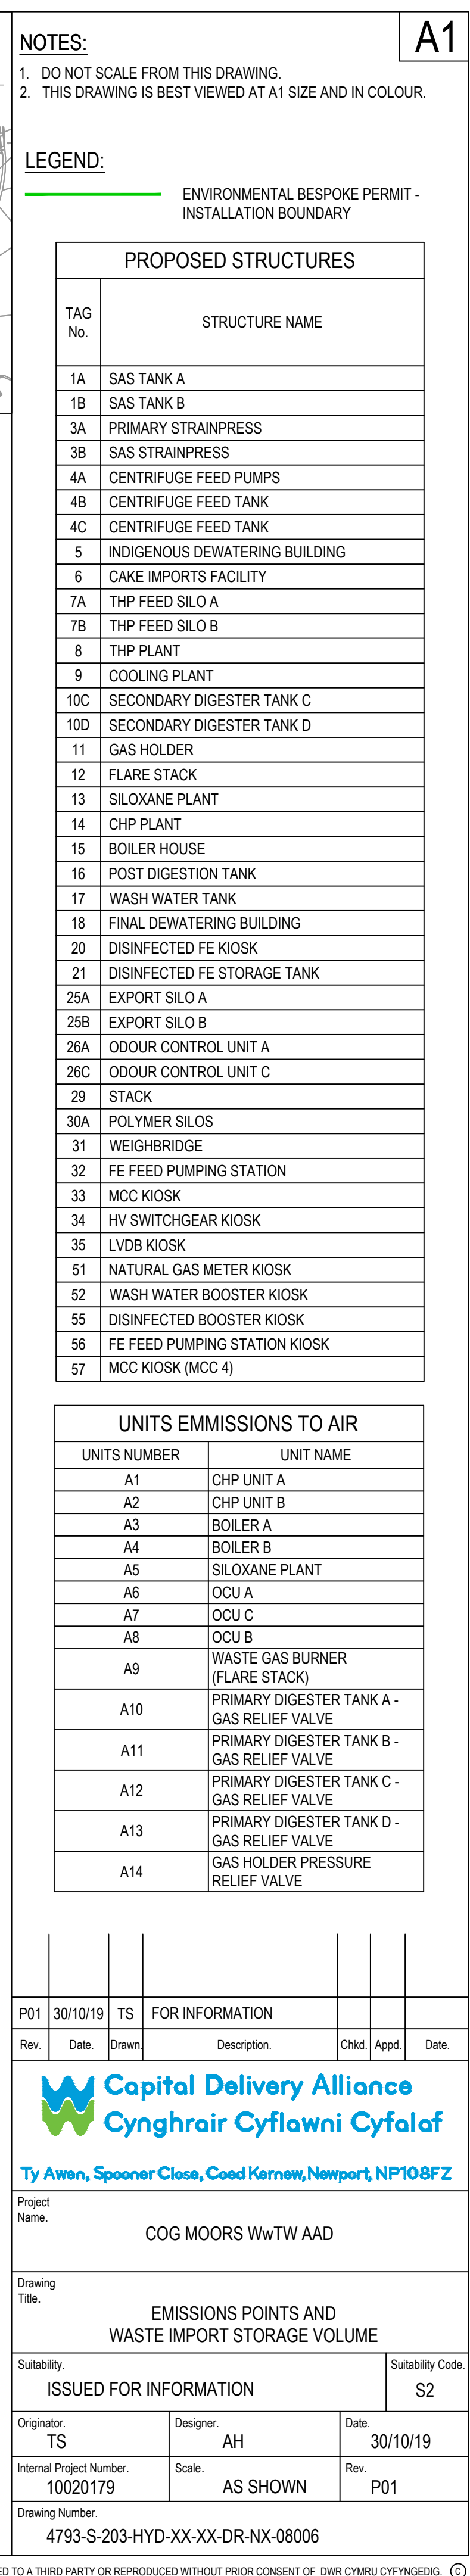 A1
NOTES:
1. DO NOT SCALE FROM THIS DRAWING.
2. THIS DRAWING IS BEST VIEWED AT A1 SIZE AND IN COLOUR.
LEGEND:
ENVIRONMENTAL BESPOKE PERMIT -
INSTALLATION BOUNDARY
PROPOSED STRUCTURES
TAG No. STRUCTURE NAME
1A SAS TANK A
1B SAS TANK B
3A PRIMARY STRAINPRESS
3B SAS STRAINPRESS
4A CENTRIFUGE FEED PUMPS
4B CENTRIFUGE FEED TANK
4C CENTRIFUGE FEED TANK
5 INDIGENOUS DEWATERING BUILDING
6 CAKE IMPORTS FACILITY
7A THP FEED SILO A
7B THP FEED SILO B
8 THP PLANT
9 COOLING PLANT
10C SECONDARY DIGESTER TANK C
10D SECONDARY DIGESTER TANK D
11 GAS HOLDER
12 FLARE STACK
13 SILOXANE PLANT
14 CHP PLANT
15 BOILER HOUSE
16 POST DIGESTION TANK
17 WASH WATER TANK
18 FINAL DEWATERING BUILDING
20 DISINFECTED FE KIOSK
21 DISINFECTED FE STORAGE TANK
25A EXPORT SILO A
25B EXPORT SILO B
26A ODOUR CONTROL UNIT A
26C ODOUR CONTROL UNIT C
29 STACK
30A POLYMER SILOS
31 WEIGHBRIDGE
32 FE FEED PUMPING STATION
33 MCC KIOSK
34 HV SWITCHGEAR KIOSK
35 LVDB KIOSK
51 NATURAL GAS METER KIOSK
52 WASH WATER BOOSTER KIOSK
55 DISINFECTED BOOSTER KIOSK
56 FE FEED PUMPING STATION KIOSK
57 MCC KIOSK (MCC 4)
UNITS EMMISSIONS TO AIR
UNITS NUMBER UNIT NAME
A1 CHP UNIT A
A2 CHP UNIT B
A3 BOILER A
A4 BOILER B
A5 SILOXANE PLANT
A6 OCU A
A7 OCU C
A8 OCU B
A9 WASTE GAS BURNER
(FLARE STACK)
A10 PRIMARY DIGESTER TANK A -
GAS RELIEF VALVE
A11 PRIMARY DIGESTER TANK B -
GAS RELIEF VALVE
A12 PRIMARY DIGESTER TANK C -
GAS RELIEF VALVE
A13 PRIMARY DIGESTER TANK D -
GAS RELIEF VALVE
A14 GAS HOLDER PRESSURE
RELIEF VALVE
P01 30/10/19 TS FOR INFORMATION
Rev. Date. Drawn. Description. Chkd. Appd. Date.
Capital Delivery Alliance
Cynghrair Cyflawni Cyfalaf
Ty Awen, Spooner Close, Coed Kernew, Newport, NP108FZ
Project
Name.
COG MOORS WwTW AAD
Drawing
Title.
EMISSIONS POINTS AND
WASTE IMPORT STORAGE VOLUME
Suitability. Suitability Code.
ISSUED FOR INFORMATION S2
Originator. Designer. Date.
TS AH 30/10/19
Internal Project Number. Scale. Rev.
10020179 AS SHOWN P01
Drawing Number.
4793-S-203-HYD-XX-XX-DR-NX-08006
ED TO A THIRD PARTY OR REPRODUCED WITHOUT PRIOR CONSENT OF DWR CYMRU CYFYNGEDIG. ©